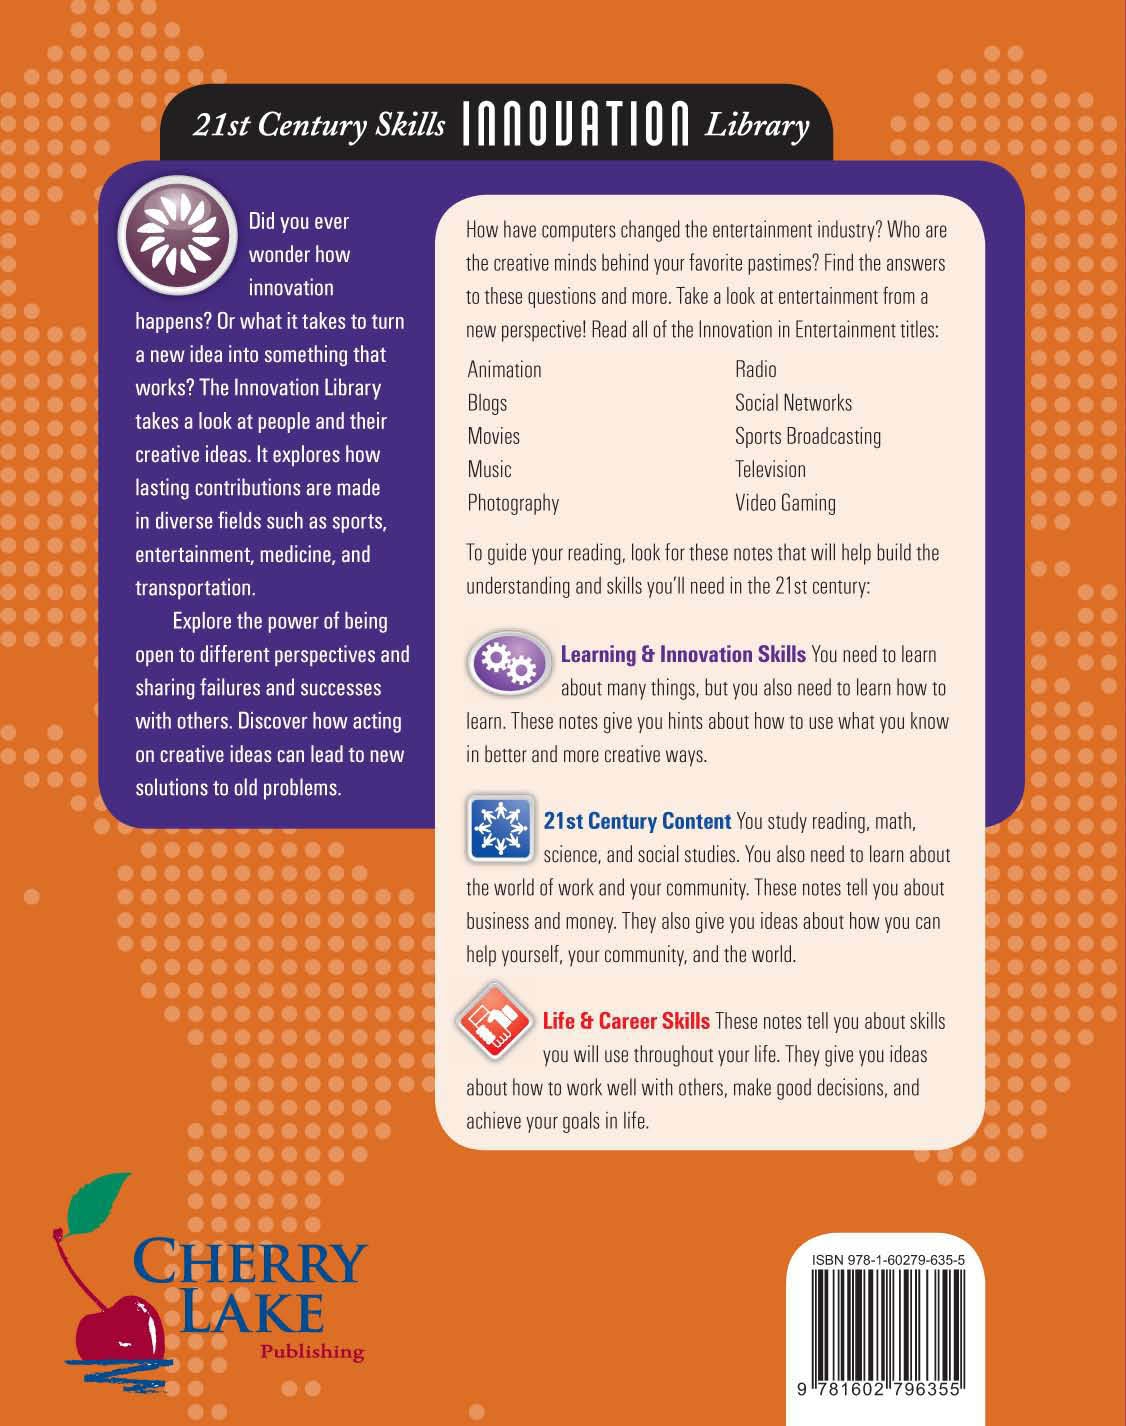 21st Century Skills INNOVATION Library
Did you ever
wonder how
innovation
happens? Or what it takes to turn
a new idea into something that
works? The Innovation Library
takes a look at people and their
creative ideas. It explores how
lasting contributions are made
in diverse fields such as sports,
entertainment, medicine, and
transportation.
Explore the power of being
open to different perspectives and
sharing failures and successes
with others. Discover how acting
on creative ideas can lead to new
solutions to old problems.
How have computers changed the entertainment industry? Who are
the creative minds behind your favorite pastimes? Find the answers
to these questions and more. Take a look at entertainment from a
new perspective! Read all of the Innovation in Entertainment titles:
Animation
Blogs
Movies
Music
Photography
Radio
Social Networks
Sports Broadcasting
Television
Video Gaming
To guide your reading, look for these notes that will help build the
understanding and skills you'll need in the 21st century:
Learning & Innovation Skills You need to learn
about many things, but you also need to learn how to
learn. These notes give you hints about how to use what you know
in better and more creative ways.
21st Century Content You study reading, math,
science, and social studies. You also need to learn about
the world of work and your community. These notes tell you about
business and money. They also give you ideas about how you can
help yourself, your community, and the world.
Life & Career Skills These notes tell you about skills
you will use throughout your life. They give you ideas
about how to work well with others, make good decisions, and
achieve your goals in life.
CHERRY
LAKE
Publishing
ISBN 978-1-60279-635-5
9 781602 796355